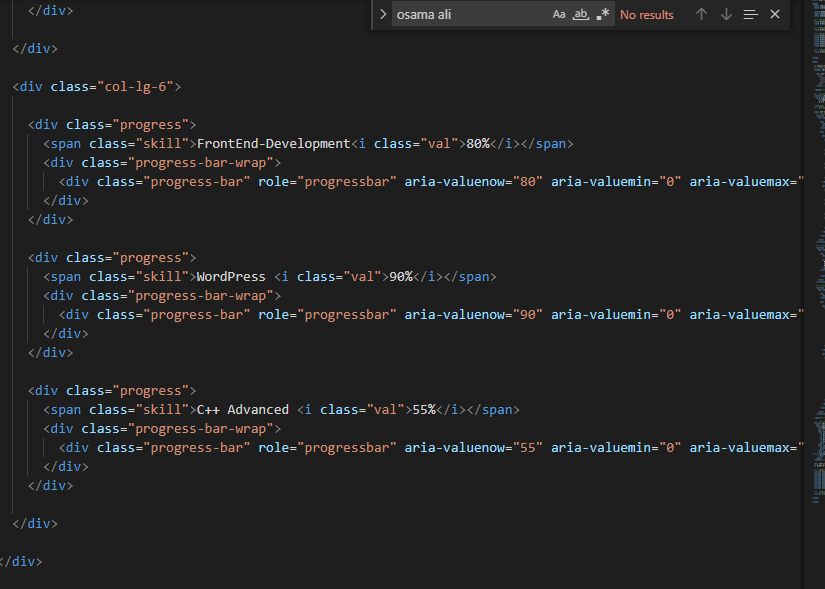 </div>
osama ali Aa ab .* No results
</div>
<div class="col-lg-6">
<div class="progress">
<span class="skill">FrontEnd-Development<i class="val">80%</i></span>
<div class="progress-bar-wrap">
<div class="progress-bar" role="progressbar" aria-valuenow="80" aria-valuemin="0" aria-valuemax="
</div>
</div>
<div class="progress">
<span class="skill">WordPress <i class="val">90%</i></span>
<div class="progress-bar-wrap">
<div class="progress-bar" role="progressbar" aria-valuenow="90" aria-valuemin="0" aria-valuemax="
</div>
</div>
<div class="progress">
<span class="skill">C++ Advanced <i class="val">55%</i></span>
<div class="progress-bar-wrap">
<div class="progress-bar" role="progressbar" aria-valuenow="55" aria-valuemin="0" aria-valuemax="
</div>
</div>
</div>
</div>